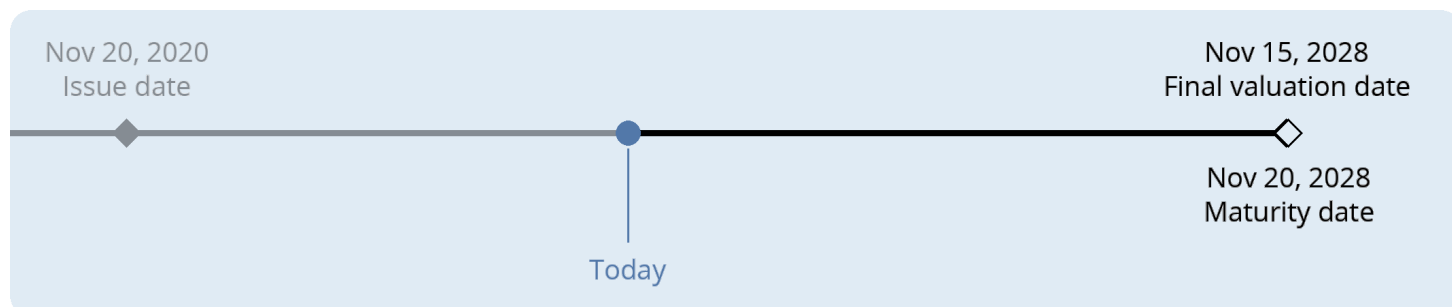 Nov 20, 2020
Issue date
Nov 15, 2028
Final valuation date
Nov 20, 2028
Maturity date
Today